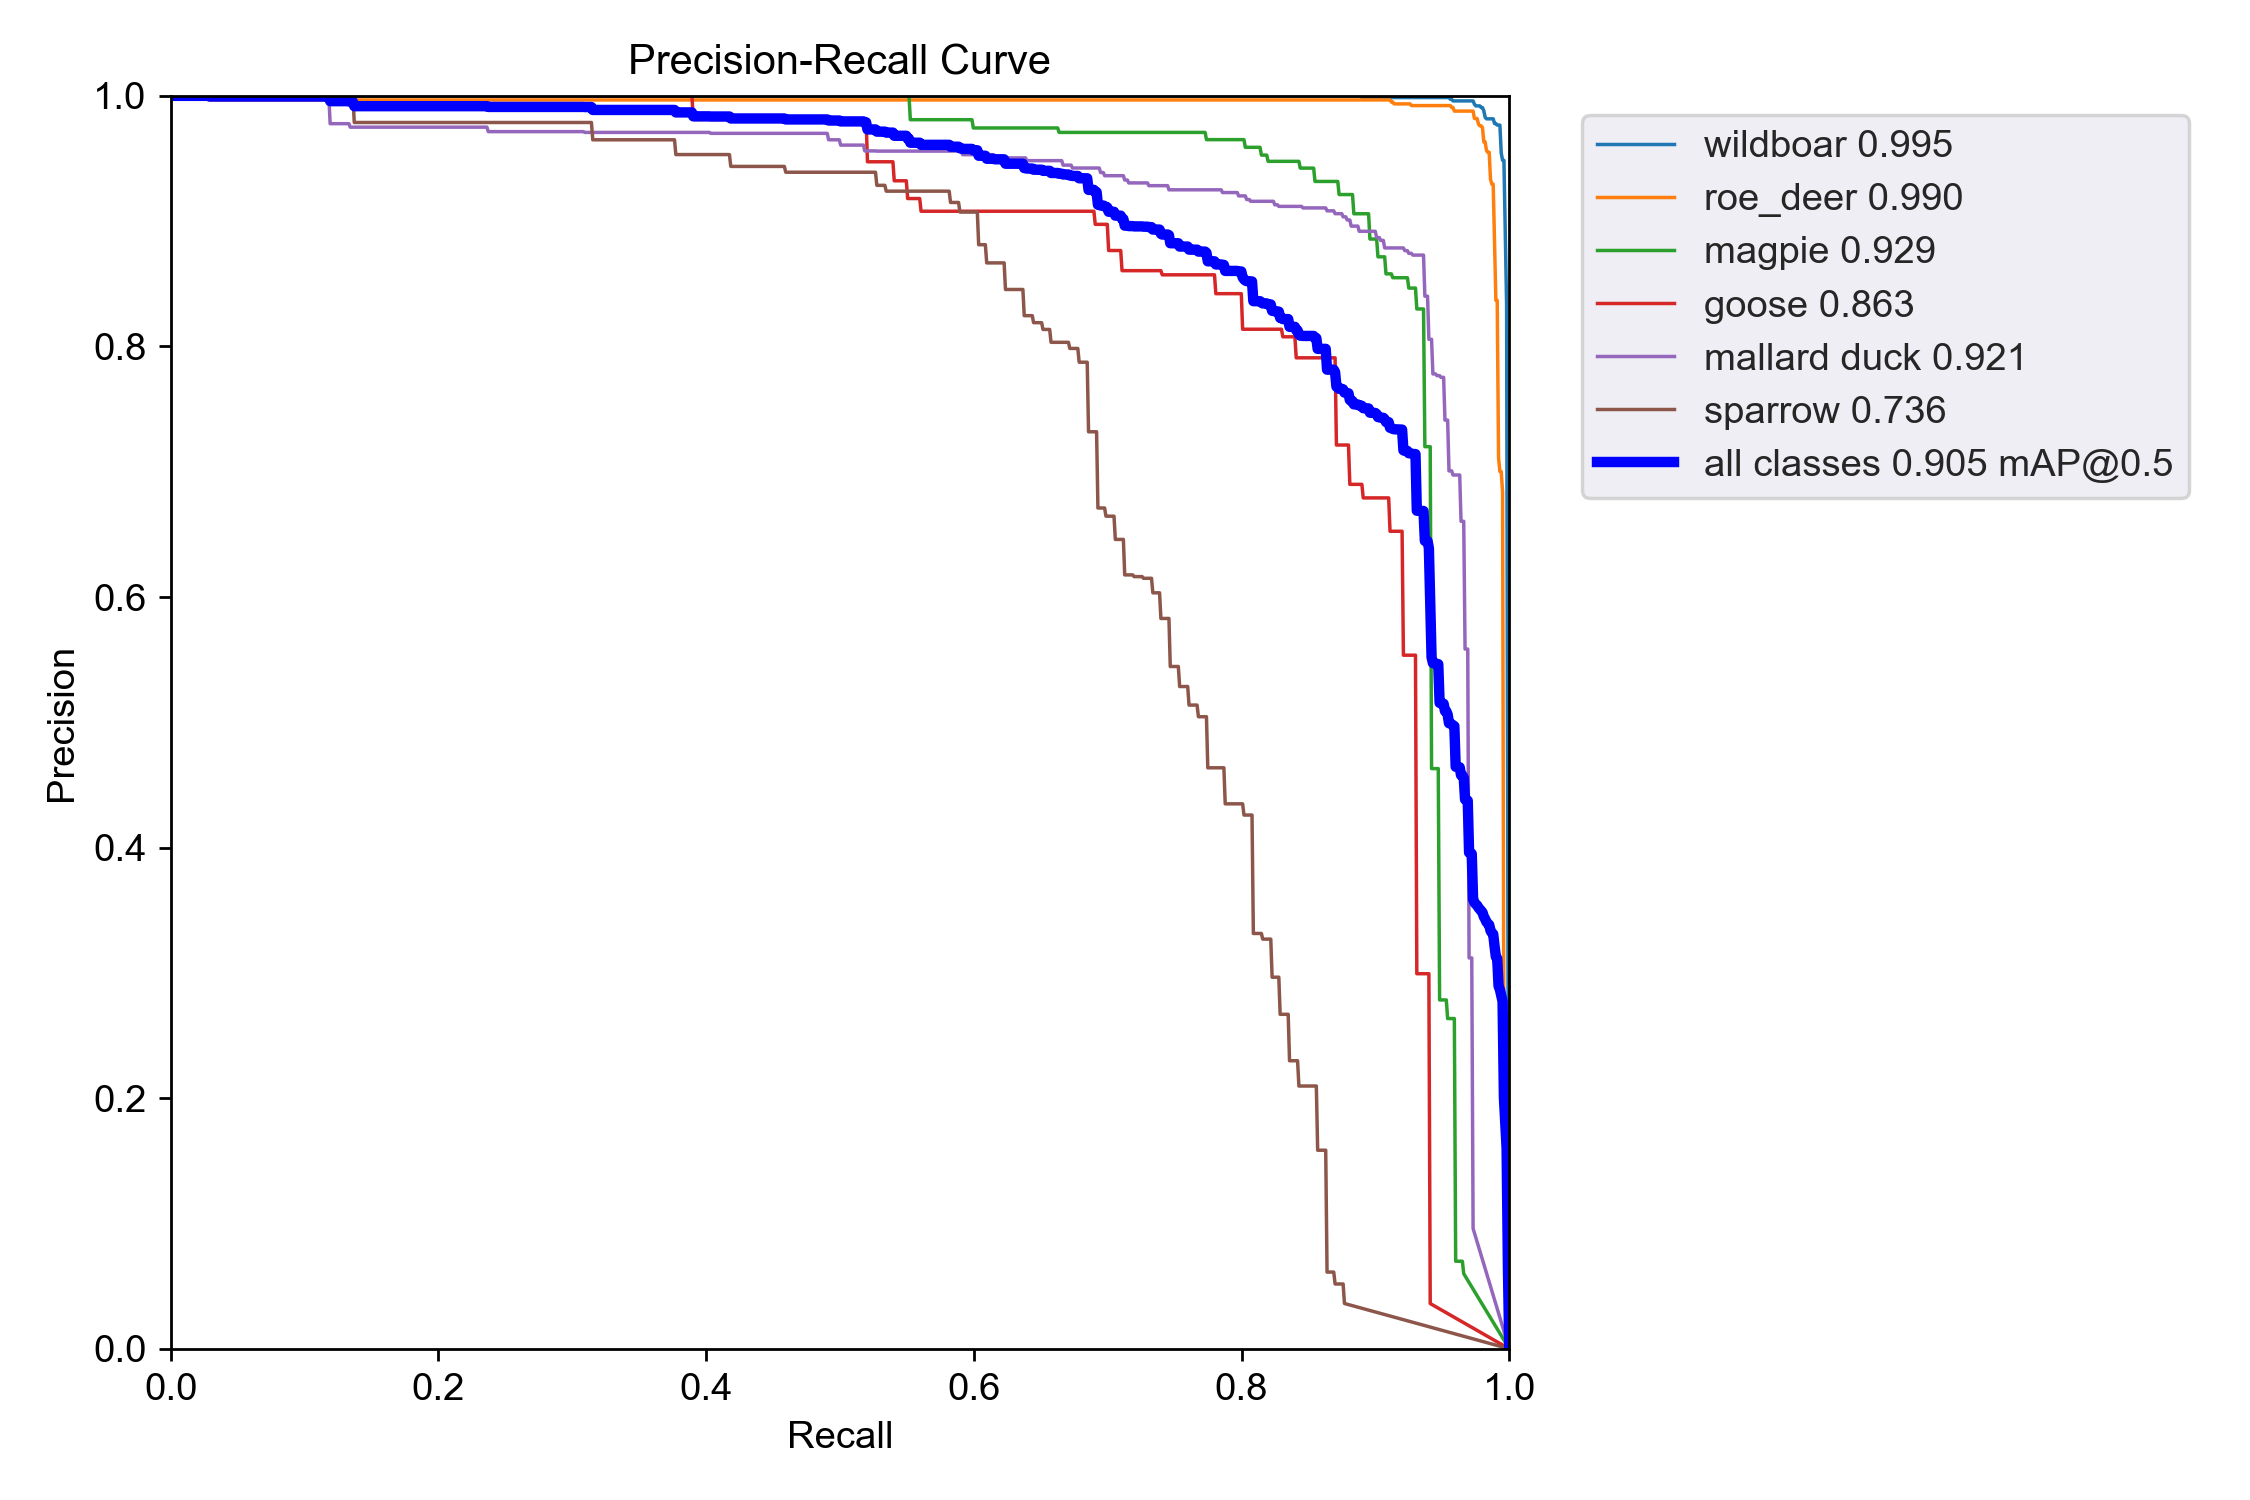 Precision-Recall Curve
1.0
0.8
0.6
0.4
0.2
0.0
Precision
0.0 0.2 0.4 0.6 0.8 1.0
Recall
wildboar 0.995
roe_deer 0.990
magpie 0.929
goose 0.863
mallard duck 0.921
sparrow 0.736
all classes 0.905 mAP@0.5